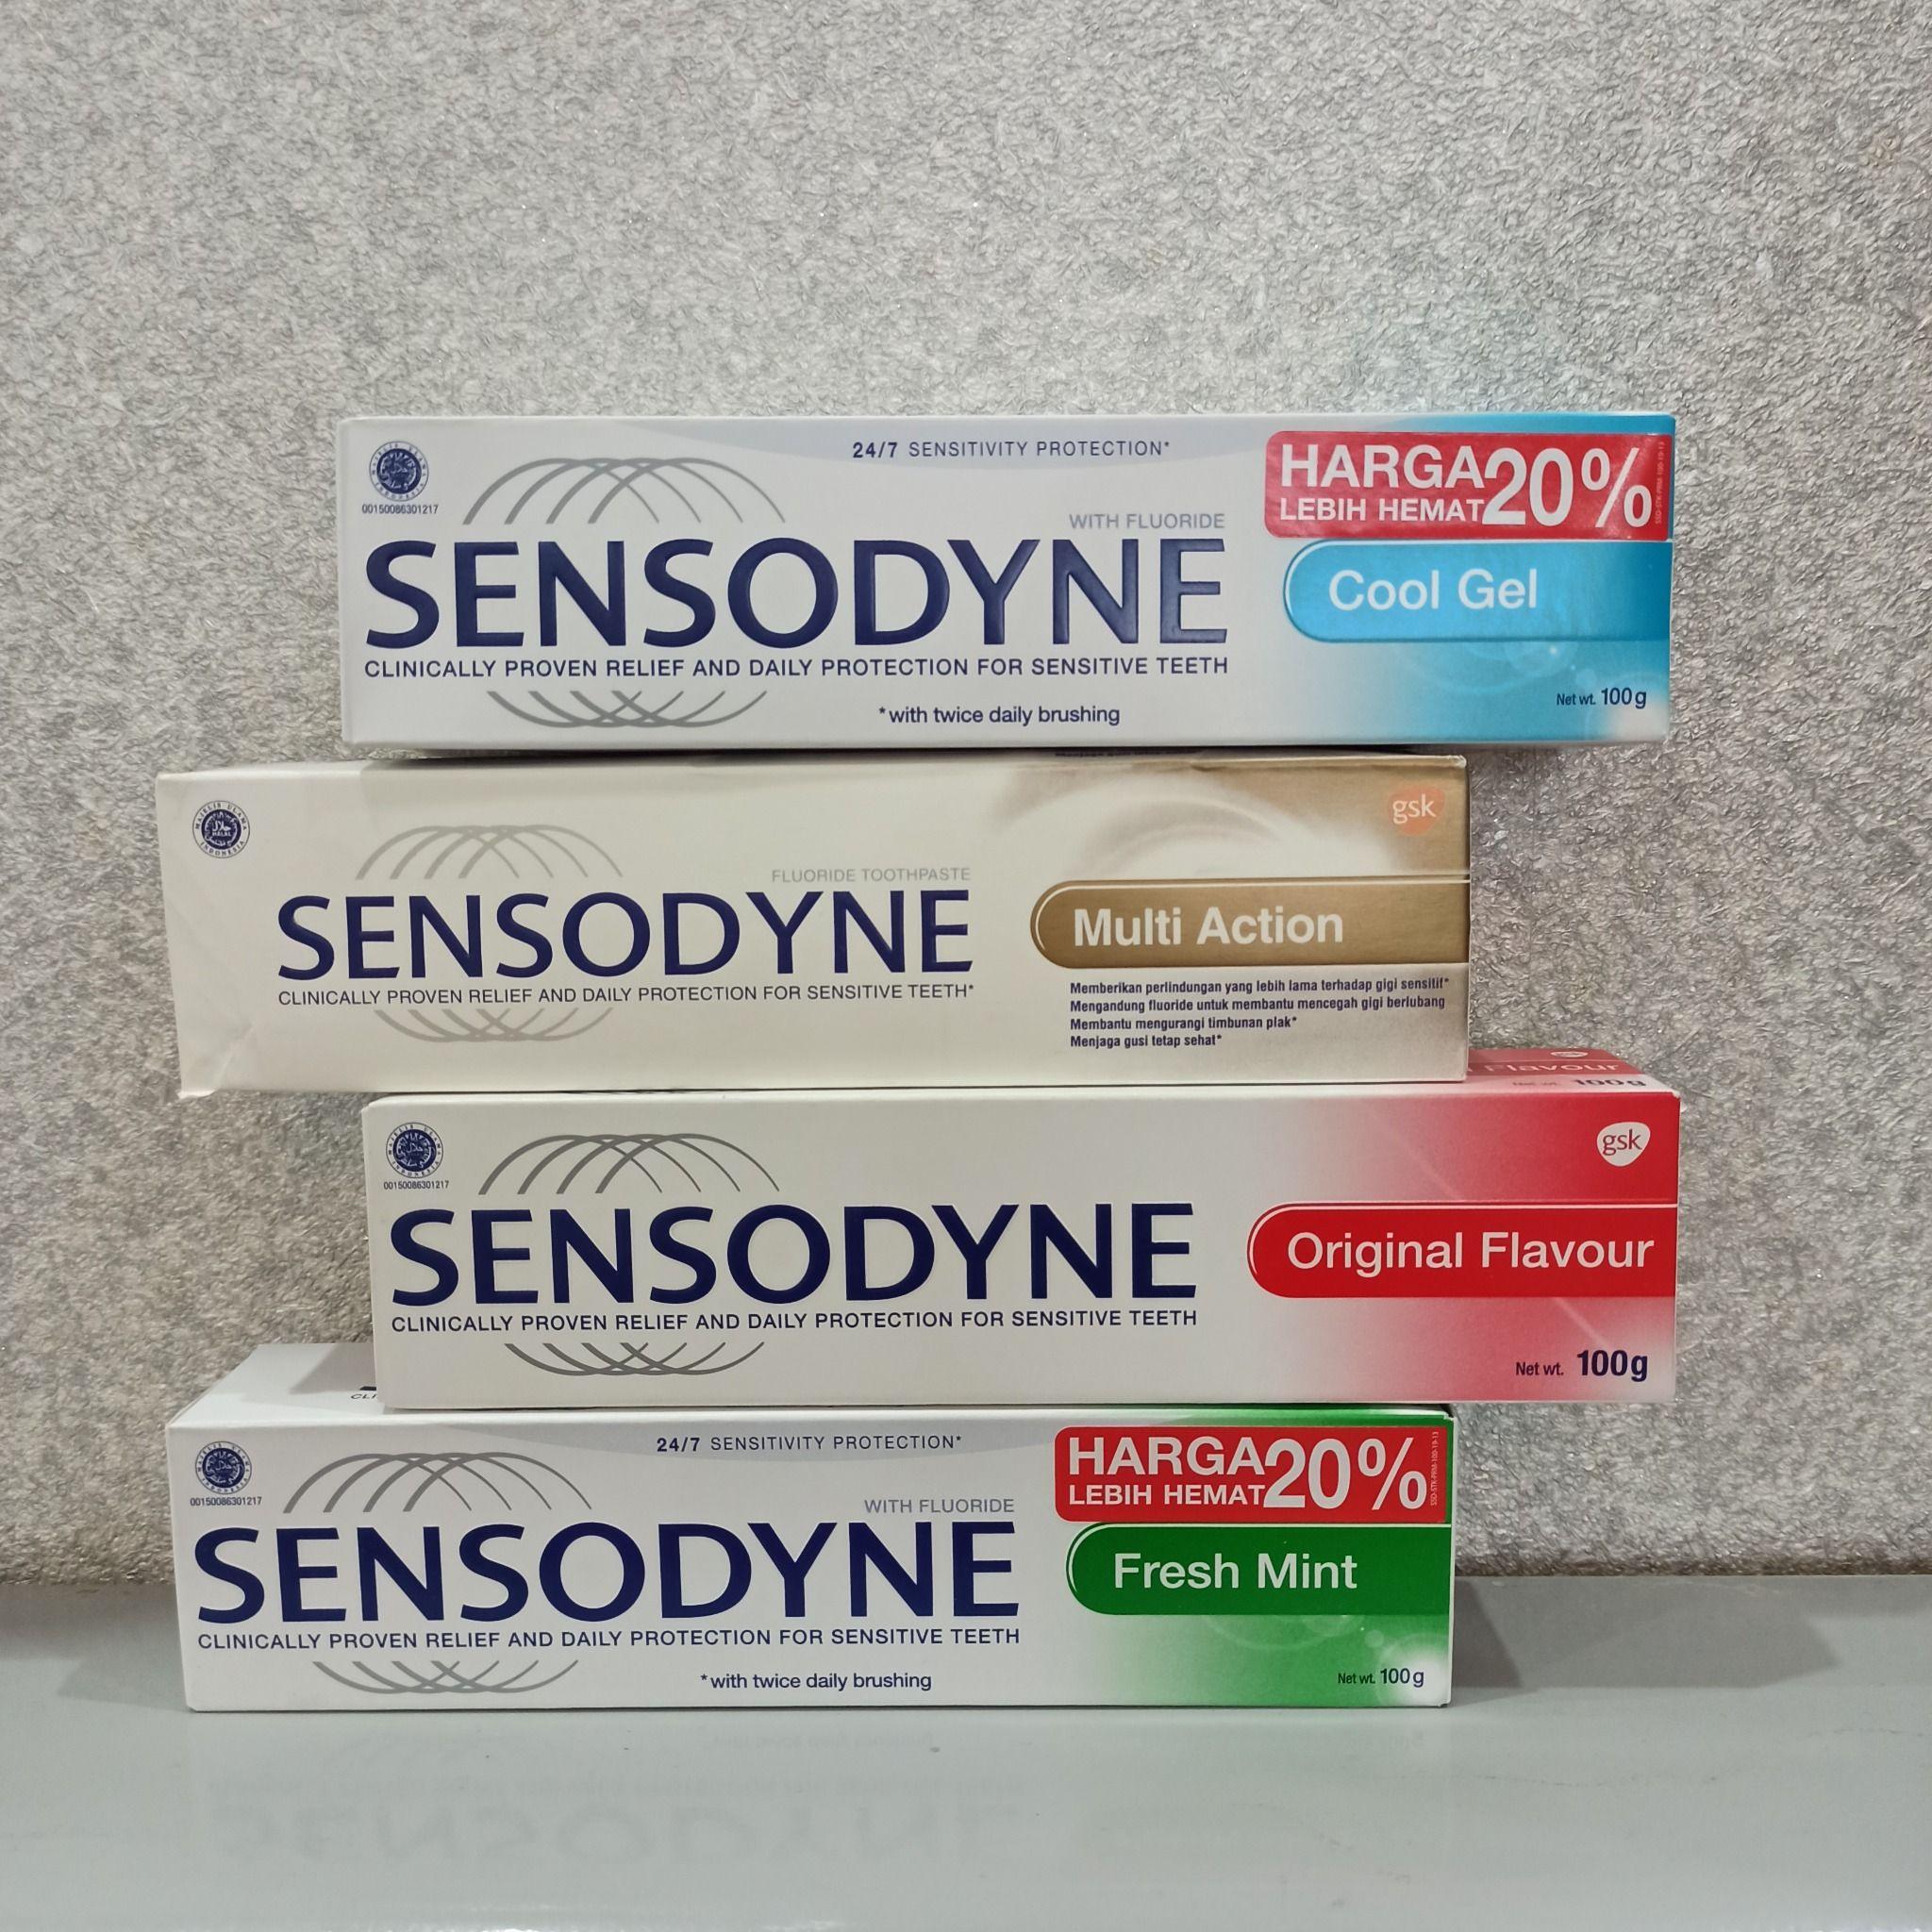 24/7 SENSITIVITY PROTECTION*
HARGA
LEBIH HEMAT 20%
00150086301217
WITH FLUORIDE
SENSODYNE
Cool Gel
CLINICALLY PROVEN RELIEF AND DAILY PROTECTION FOR SENSITIVE TEETH
Net wt. 100g
*with twice daily brushing
MAJELIS ULAMA
HALAL
INDONESIA
gsk
FLUORIDE TOOTHPASTE
SENSODYNE
Multi Action
CLINICALLY PROVEN RELIEF AND DAILY PROTECTION FOR SENSITIVE TEETH*
Memberikan perlindungan yang lebih lama terhadap gigi sensitif*
Mengandung fluoride untuk membantu mencegah gigi berlubang
Membantu mengurangi timbunan plak*
Menjaga gusi tetap sehat*
Flavour
100g
gsk
00150086301217
SENSODYNE
Original Flavour
CLINICALLY PROVEN RELIEF AND DAILY PROTECTION FOR SENSITIVE TEETH
Net wt. 100g
24/7 SENSITIVITY PROTECTION*
HARGA
LEBIH HEMAT 20%
00150086301217
WITH FLUORIDE
SENSODYNE
Fresh Mint
CLINICALLY PROVEN RELIEF AND DAILY PROTECTION FOR SENSITIVE TEETH
Net wt. 100g
*with twice daily brushing